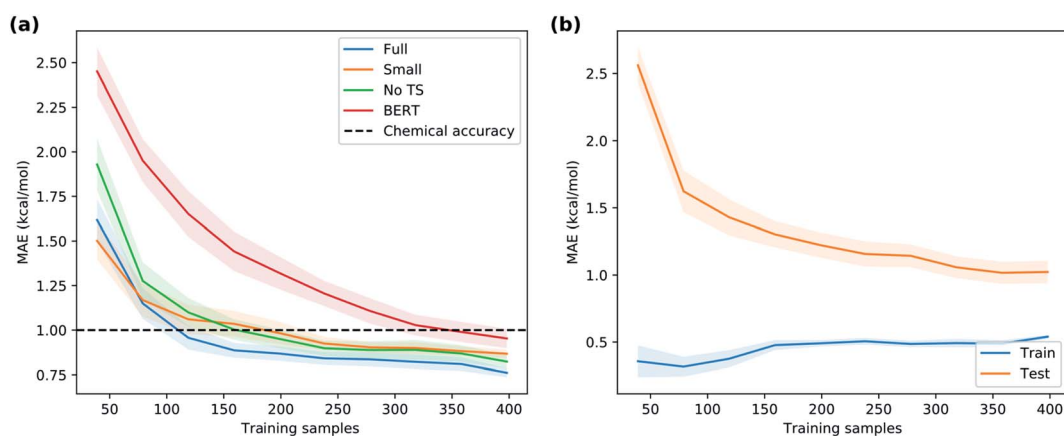 (a)
MAE (kcal/mol)
2.50
2.25
2.00
1.75
1.50
1.25
1.00
0.75
Full
Small
No TS
BERT
Chemical accuracy
50 100 150 200 250 300 350 400
Training samples
(b)
MAE (kcal/mol)
2.5
2.0
1.5
1.0
0.5
Train
Test
50 100 150 200 250 300 350 400
Training samples